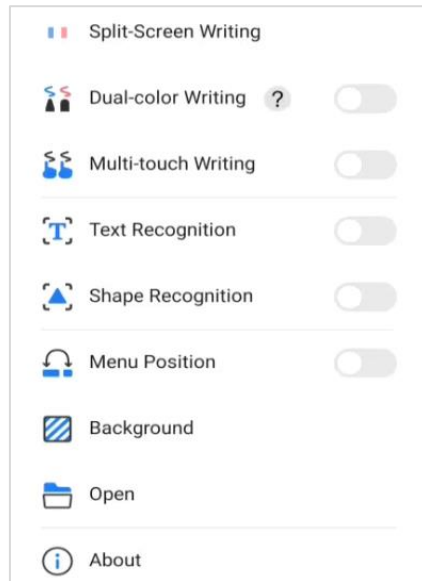 Split-Screen Writing
Dual-color Writing ?
Multi-touch Writing
Text Recognition
Shape Recognition
Menu Position
Background
Open
About